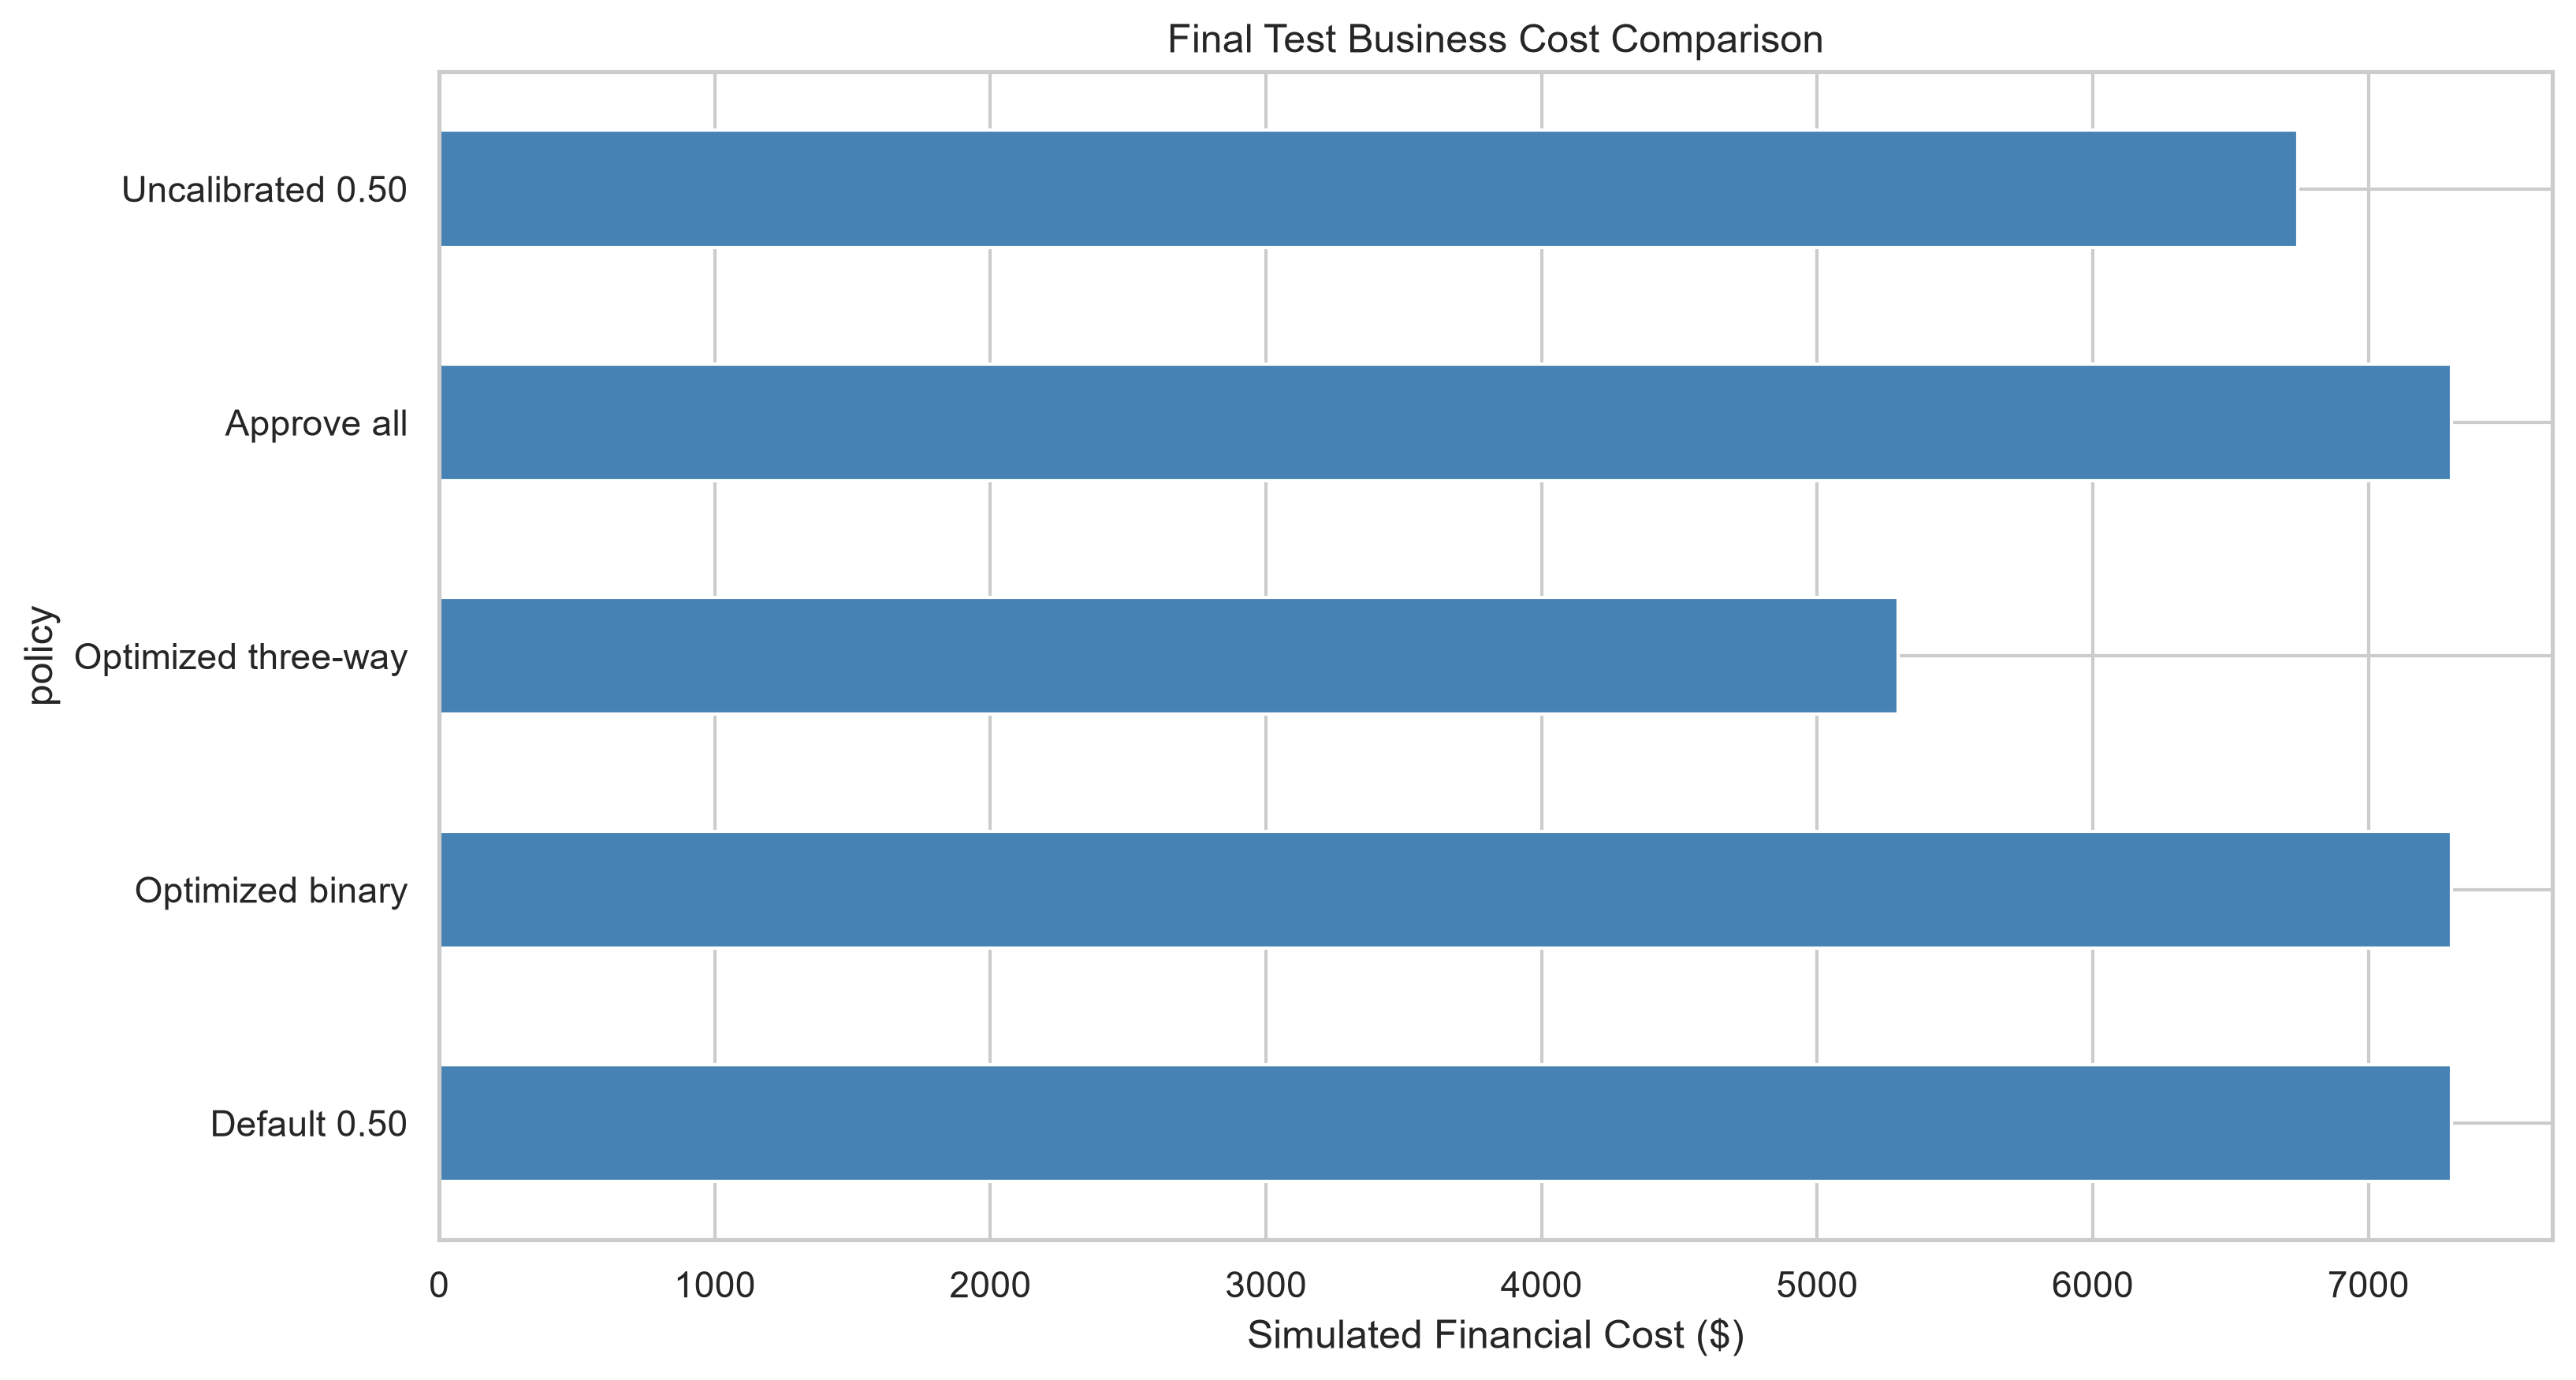 Final Test Business Cost Comparison
policy
Uncalibrated 0.50
Approve all
Optimized three-way
Optimized binary
Default 0.50
0 1000 2000 3000 4000 5000 6000 7000
Simulated Financial Cost ($)